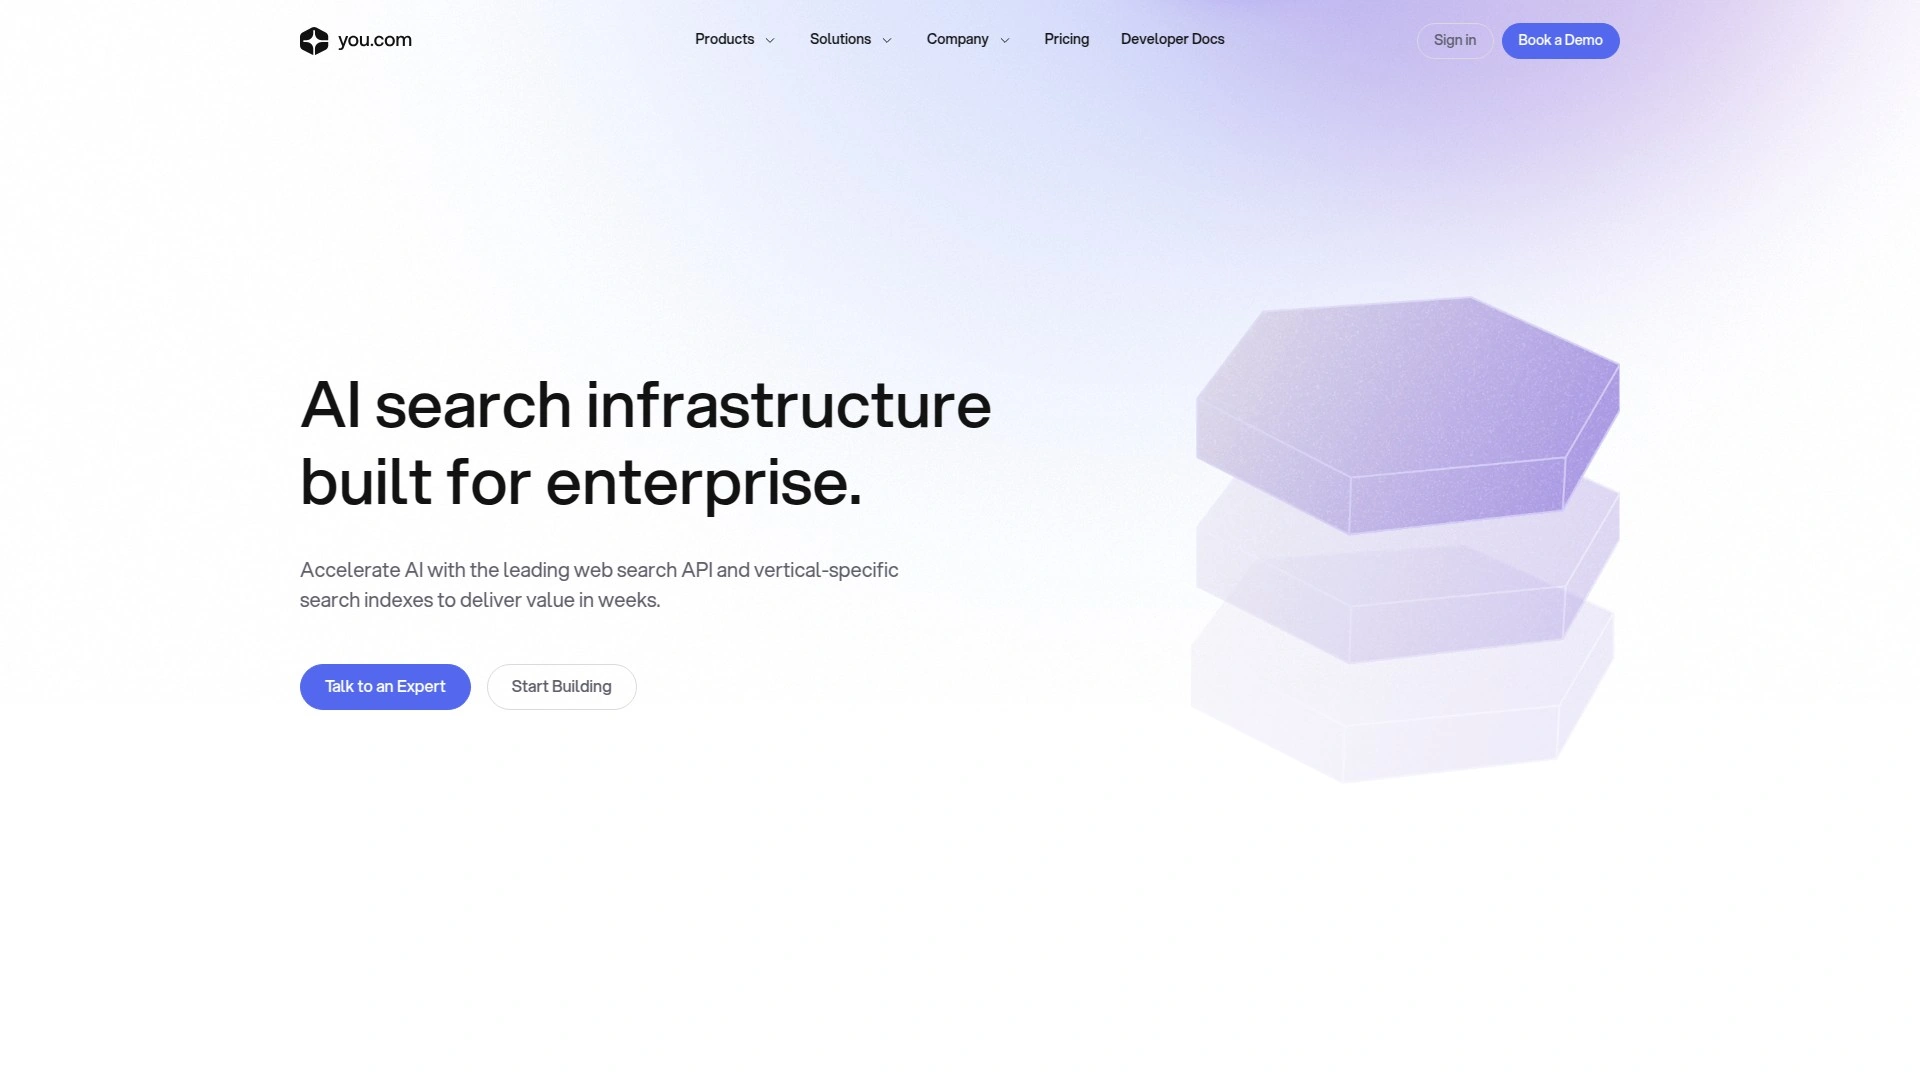 you.com
Products
Solutions
Company
Pricing
Developer Docs
Sign in
Book a Demo
AI search infrastructure
built for enterprise.
Accelerate AI with the leading web search API and vertical-specific
search indexes to deliver value in weeks.
Talk to an Expert
Start Building